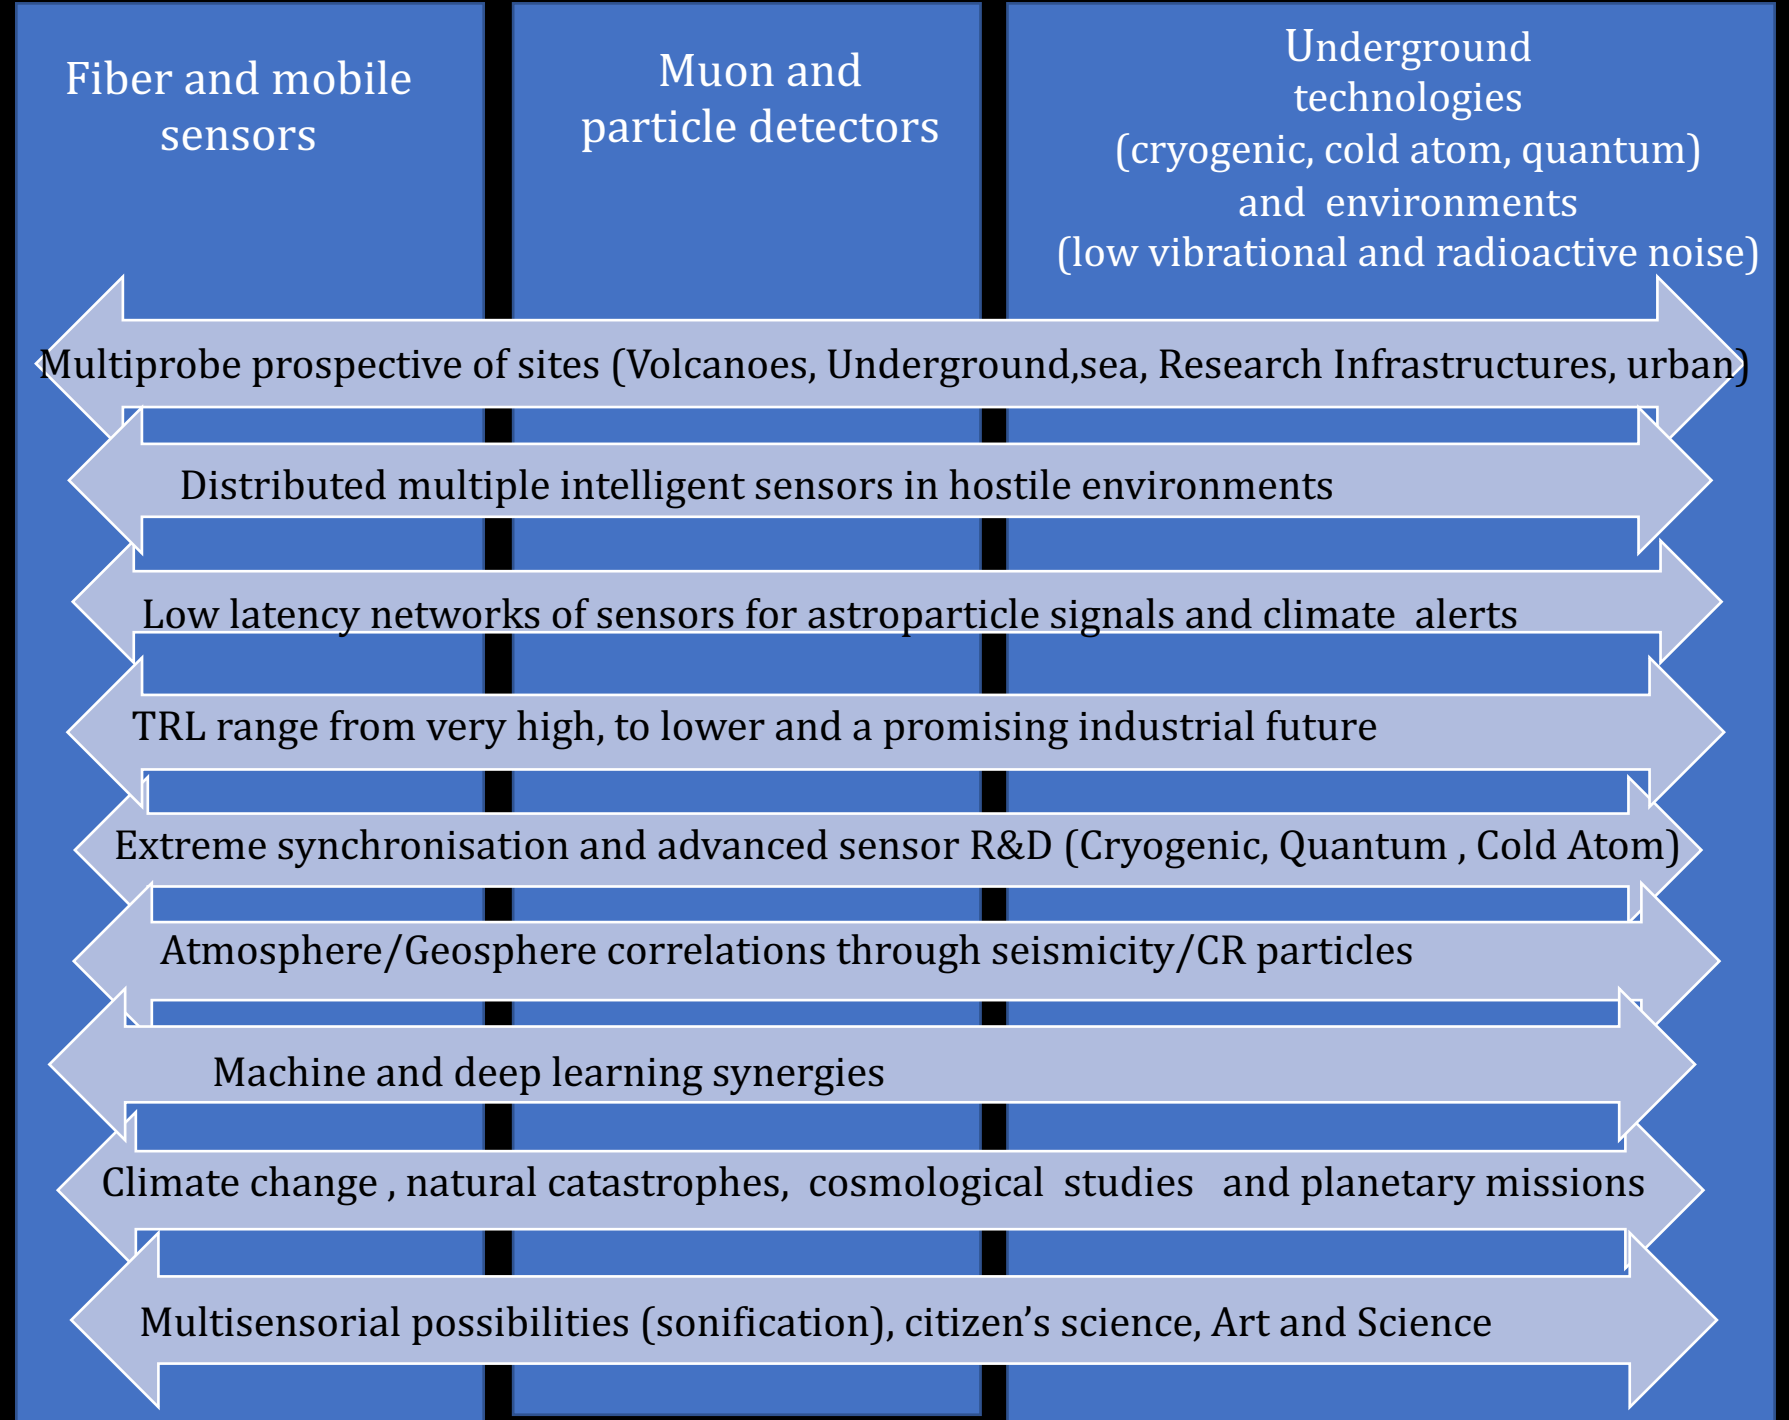 Fiber and mobile
sensors
Muon and
particle detectors
Underground
technologies
(cryogenic, cold atom, quantum)
and  environments
(low vibrational and radioactive noise)
Multiprobe prospective of sites (Volcanoes, Underground,sea, Research Infrastructures, urban)
Distributed multiple intelligent sensors in hostile environments
Low latency networks of sensors for astroparticle signals and climate  alerts
TRL range from very high, to lower and a promising industrial future
Extreme synchronisation and advanced sensor R&D (Cryogenic, Quantum , Cold Atom)
Atmosphere/Geosphere correlations through seismicity/CR particles
Machine and deep learning synergies
Climate change , natural catastrophes,  cosmological  studies   and planetary missions
Multisensorial possibilities (sonification), citizen’s science, Art and Science